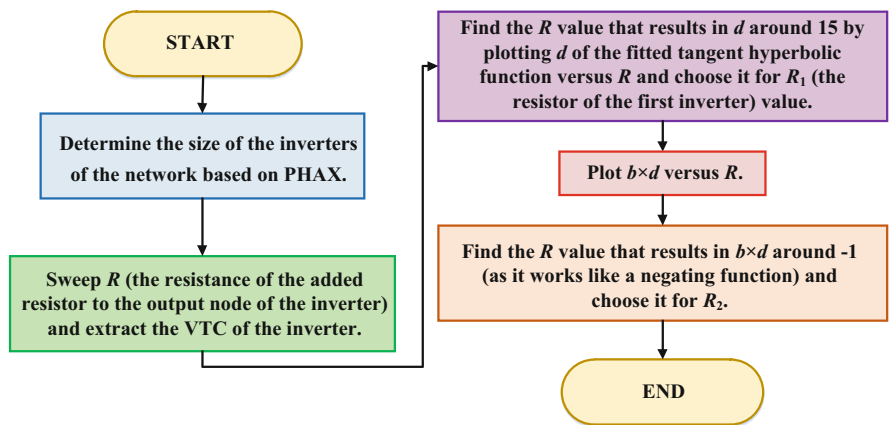 START
Determine the size of the inverters
of the network based on PHAX.
Sweep R (the resistance of the added
resistor to the output node of the inverter)
and extract the VTC of the inverter.
Find the R value that results in d around 15 by
plotting d of the fitted tangent hyperbolic
function versus R and choose it for R₁ (the
resistor of the first inverter) value.
Plot b×d versus R.
Find the R value that results in b×d around -1
(as it works like a negating function) and
choose it for R₂.
END